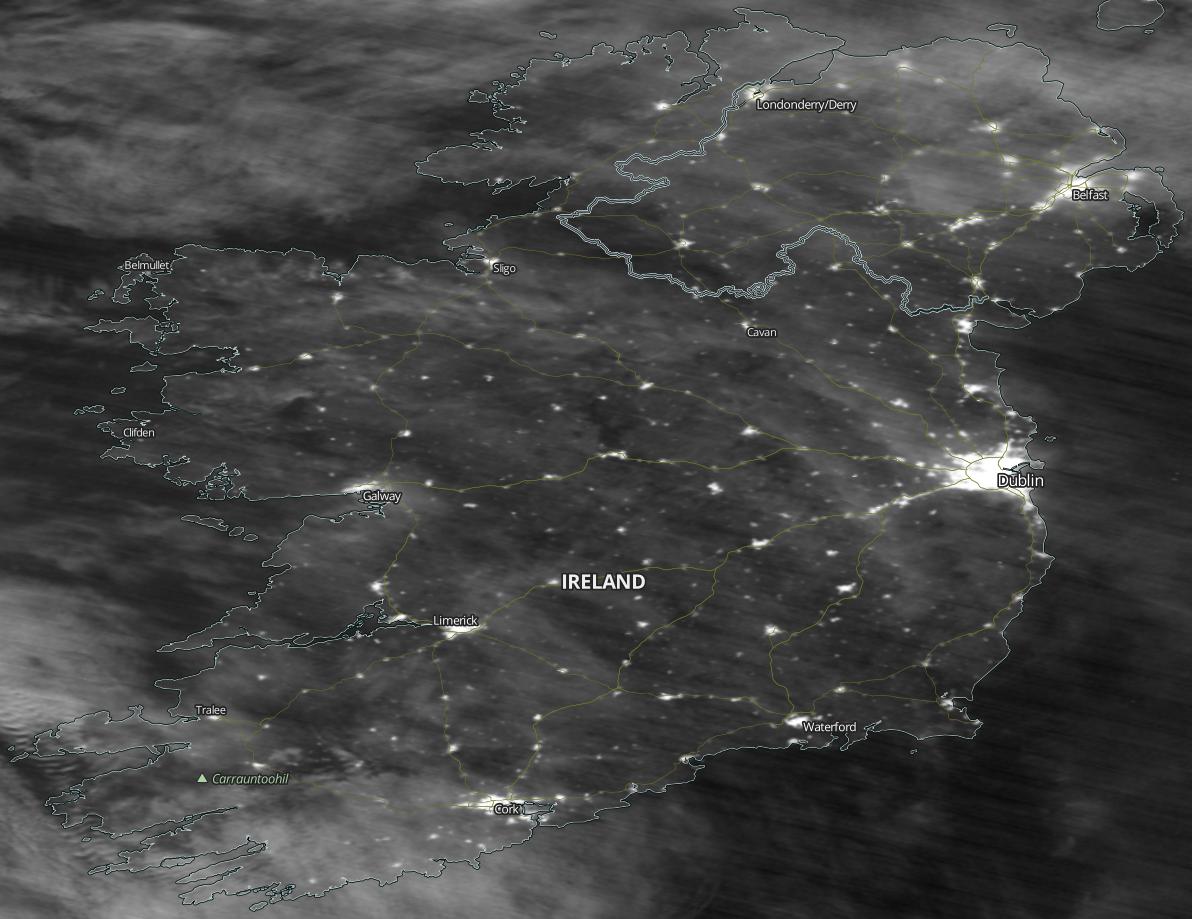 Londonderry/Derry
Belfast
Belmullet
Sligo
Cavan
Clifden
Dublin
Galway
IRELAND
Limerick
Tralee
Waterford
Carrauntoohil
Cork